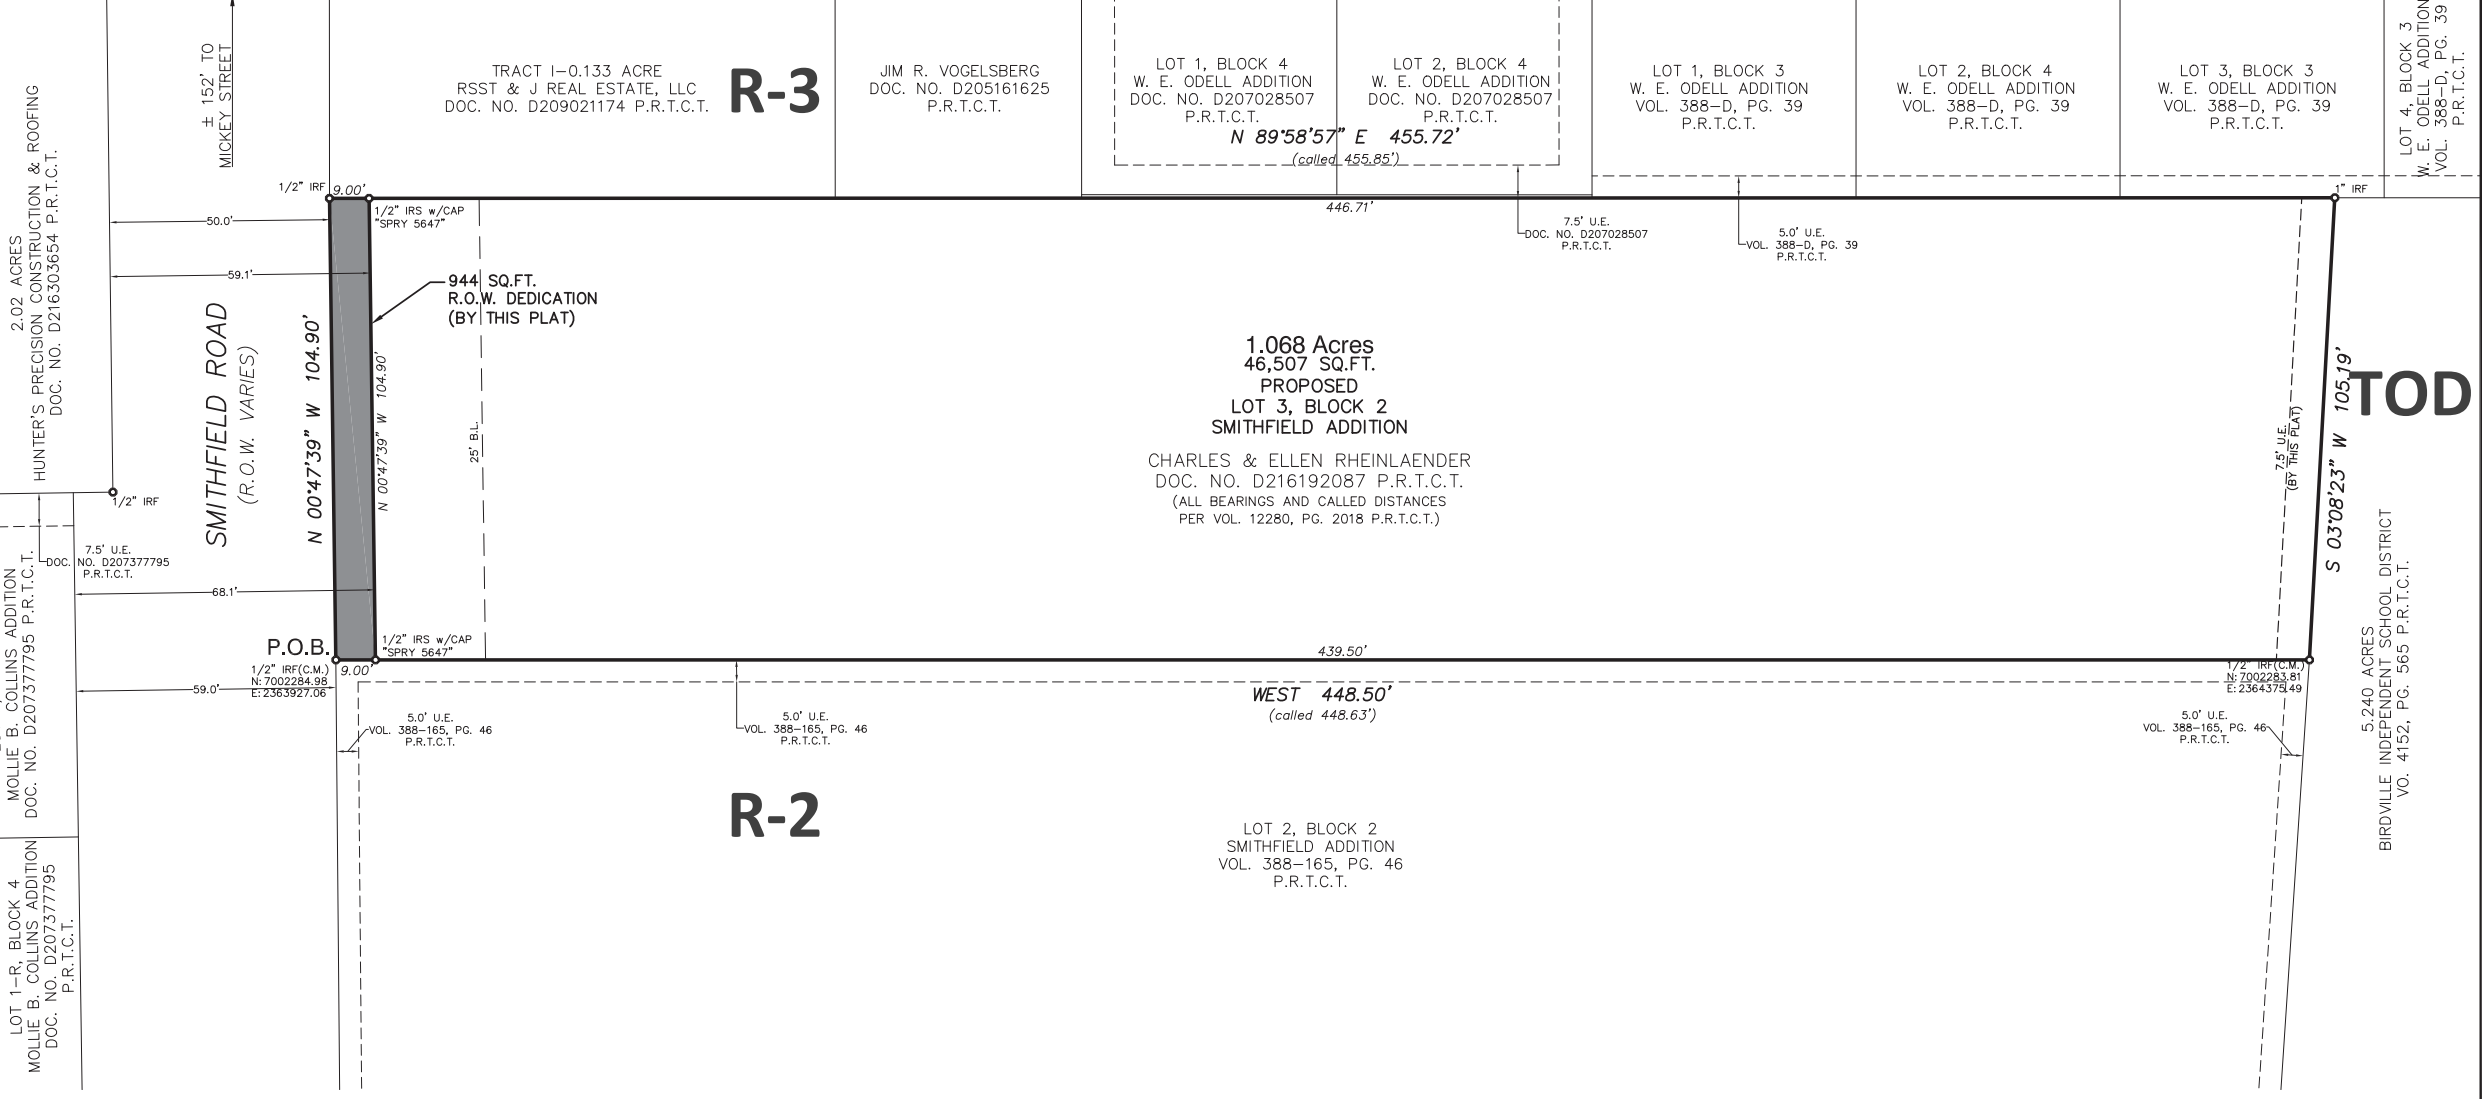 ± 152' TO
MICKEY STREET
TRACT I-0.133 ACRE
RSST & J REAL ESTATE, LLC
DOC. NO. D209021174 P.R.T.C.T.
R-3
JIM R. VOGELSBERG
DOC. NO. D205161625
P.R.T.C.T.
LOT 1, BLOCK 4
W. E. ODELL ADDITION
DOC. NO. D207028507
P.R.T.C.T.
LOT 2, BLOCK 4
W. E. ODELL ADDITION
DOC. NO. D207028507
P.R.T.C.T.
LOT 1, BLOCK 3
W. E. ODELL ADDITION
VOL. 388-D, PG. 39
P.R.T.C.T.
LOT 2, BLOCK 4
W. E. ODELL ADDITION
VOL. 388-D, PG. 39
P.R.T.C.T.
LOT 3, BLOCK 3
W. E. ODELL ADDITION
VOL. 388-D, PG. 39
P.R.T.C.T.
LOT 4, BLOCK 3
W. E. ODELL ADDITION
VOL. 388-D, PG. 39
P.R.T.C.T.
N 89°58'57" E 455.72'
(called 455.85')
2.02 ACRES
HUNTER'S PRECISION CONSTRUCTION & ROOFING
DOC. NO. D216303654 P.R.T.C.T.
1/2" IRF
9.00'
1/2" IRS w/CAP
"SPRY 5647"
446.71'
1" IRF
50.0'
59.1'
7.5' U.E.
DOC. NO. D207028507
P.R.T.C.T.
5.0' U.E.
VOL. 388-D, PG. 39
P.R.T.C.T.
944 SQ.FT.
R.O.W. DEDICATION
(BY THIS PLAT)
SMITHFIELD ROAD
(R.O.W. VARIES)
N 00°47'39" W 104.90'
N 00°47'39" W 104.90'
25' B.L.
1.068 Acres
46,507 SQ.FT.
PROPOSED
LOT 3, BLOCK 2
SMITHFIELD ADDITION
CHARLES & ELLEN RHEINLAENDER
DOC. NO. D216192087 P.R.T.C.T.
(ALL BEARINGS AND CALLED DISTANCES
PER VOL. 12280, PG. 2018 P.R.T.C.T.)
7.5' U.E.
(BY THIS PLAT)
S 03°08'23" W 105.19'
TOD
1/2" IRF
7.5' U.E.
DOC. NO. D207377795
P.R.T.C.T.
68.1'
P.O.B.
1/2" IRF(C.M.)
N: 7002284.98
E: 2363927.06
9.00'
1/2" IRS w/CAP
"SPRY 5647"
59.0'
439.50'
WEST 448.50'
(called 448.63')
1/2" IRF(C.M.)
N: 7002283.81
E: 2364375.49
5.0' U.E.
VOL. 388-165, PG. 46
P.R.T.C.T.
5.0' U.E.
VOL. 388-165, PG. 46
P.R.T.C.T.
5.0' U.E.
VOL. 388-165, PG. 46
P.R.T.C.T.
5.240 ACRES
BIRDVILLE INDEPENDENT SCHOOL DISTRICT
VO. 4152, PG. 565 P.R.T.C.T.
MOLLIE B. COLLINS ADDITION
DOC. NO. D207377795 P.R.T.C.T.
R-2
LOT 2, BLOCK 2
SMITHFIELD ADDITION
VOL. 388-165, PG. 46
P.R.T.C.T.
LOT 1-R, BLOCK 4
MOLLIE B. COLLINS ADDITION
DOC. NO. D207377795
P.R.T.C.T.